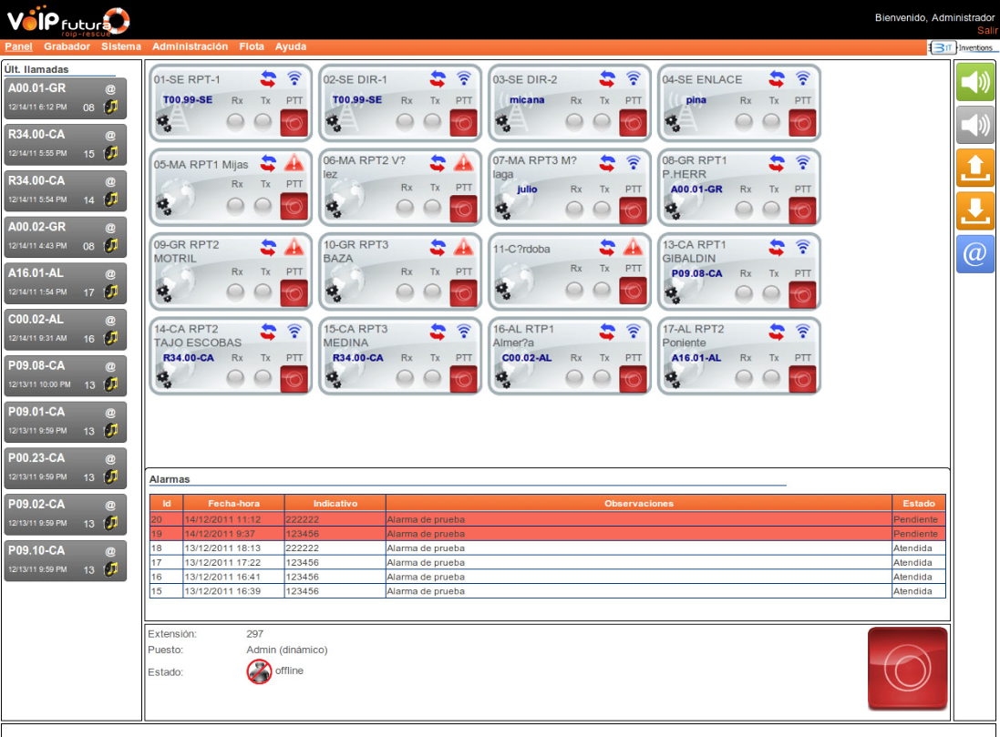 VOIP futura
roip-rescue
Bienvenido, Administrador
Salir
Panel Grabador Sistema Administración Flota Ayuda
3IT Inventions
Últ. llamadas
A00.01-GR @
12/14/11 6:12 PM 08
R34.00-CA @
12/14/11 5:55 PM 15
R34.00-CA @
12/14/11 5:54 PM 14
A00.02-GR @
12/14/11 4:43 PM 08
A16.01-AL @
12/14/11 1:54 PM 17
C00.02-AL @
12/14/11 9:31 AM 16
P09.08-CA @
12/13/11 10:00 PM 13
P09.01-CA @
12/13/11 9:59 PM 13
P00.23-CA @
12/13/11 9:59 PM 13
P09.02-CA @
12/13/11 9:59 PM 13
P09.10-CA @
12/13/11 9:59 PM 13
01-SE RPT-1
T00.99-SE Rx Tx PTT
02-SE DIR-1
T00.99-SE Rx Tx PTT
03-SE DIR-2
micana Rx Tx PTT
04-SE ENLACE
pina Rx Tx PTT
05-MA RPT1 Mijas
Rx Tx PTT
06-MA RPT2 V?
lez
Rx Tx PTT
07-MA RPT3 M?
laga
julio Rx Tx PTT
08-GR RPT1
P.HERR
A00.01-GR Rx Tx PTT
09-GR RPT2
MOTRIL
Rx Tx PTT
10-GR RPT3
BAZA
Rx Tx PTT
11-C?rdoba
Rx Tx PTT
13-CA RPT1
GIBALDIN
P09.08-CA Rx Tx PTT
14-CA RPT2
TAJO ESCOBAS
R34.00-CA Rx Tx PTT
15-CA RPT3
MEDINA
R34.00-CA Rx Tx PTT
16-AL RTP1
Almer?a
C00.02-AL Rx Tx PTT
17-AL RPT2
Poniente
A16.01-AL Rx Tx PTT
@
Alarmas
Id Fecha-hora Indicativo Observaciones Estado
20 14/12/2011 11:12 222222 Alarma de prueba Pendiente
19 14/12/2011 9:37 123456 Alarma de prueba Pendiente
18 13/12/2011 18:13 222222 Alarma de prueba Atendida
17 13/12/2011 17:22 123456 Alarma de prueba Atendida
16 13/12/2011 16:41 123456 Alarma de prueba Atendida
15 13/12/2011 16:39 123456 Alarma de prueba Atendida
Extensión: 297
Puesto: Admin (dinámico)
Estado: offline